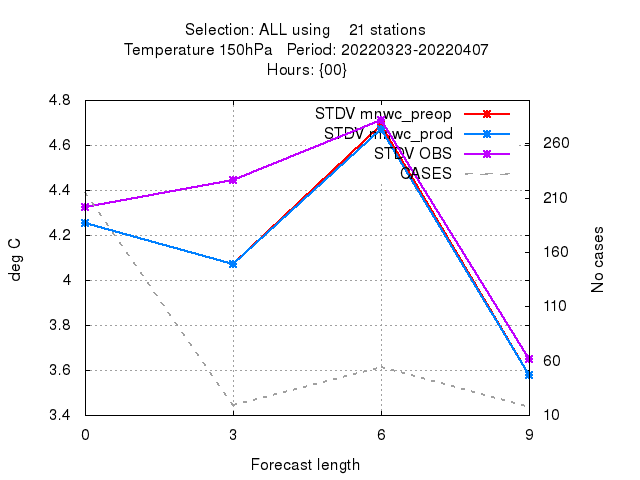 Selection: ALL using    21 stations
Temperature 150hPa   Period: 20220323-20220407
Hours: {00}
STDV mnwc_preop
STDV mnwc_prod
STDV OBS
CASES
4.8
4.6
4.4
4.2
4
3.8
3.6
3.4
deg C
260
210
160
110
60
10
No cases
0 3 6 9
Forecast length